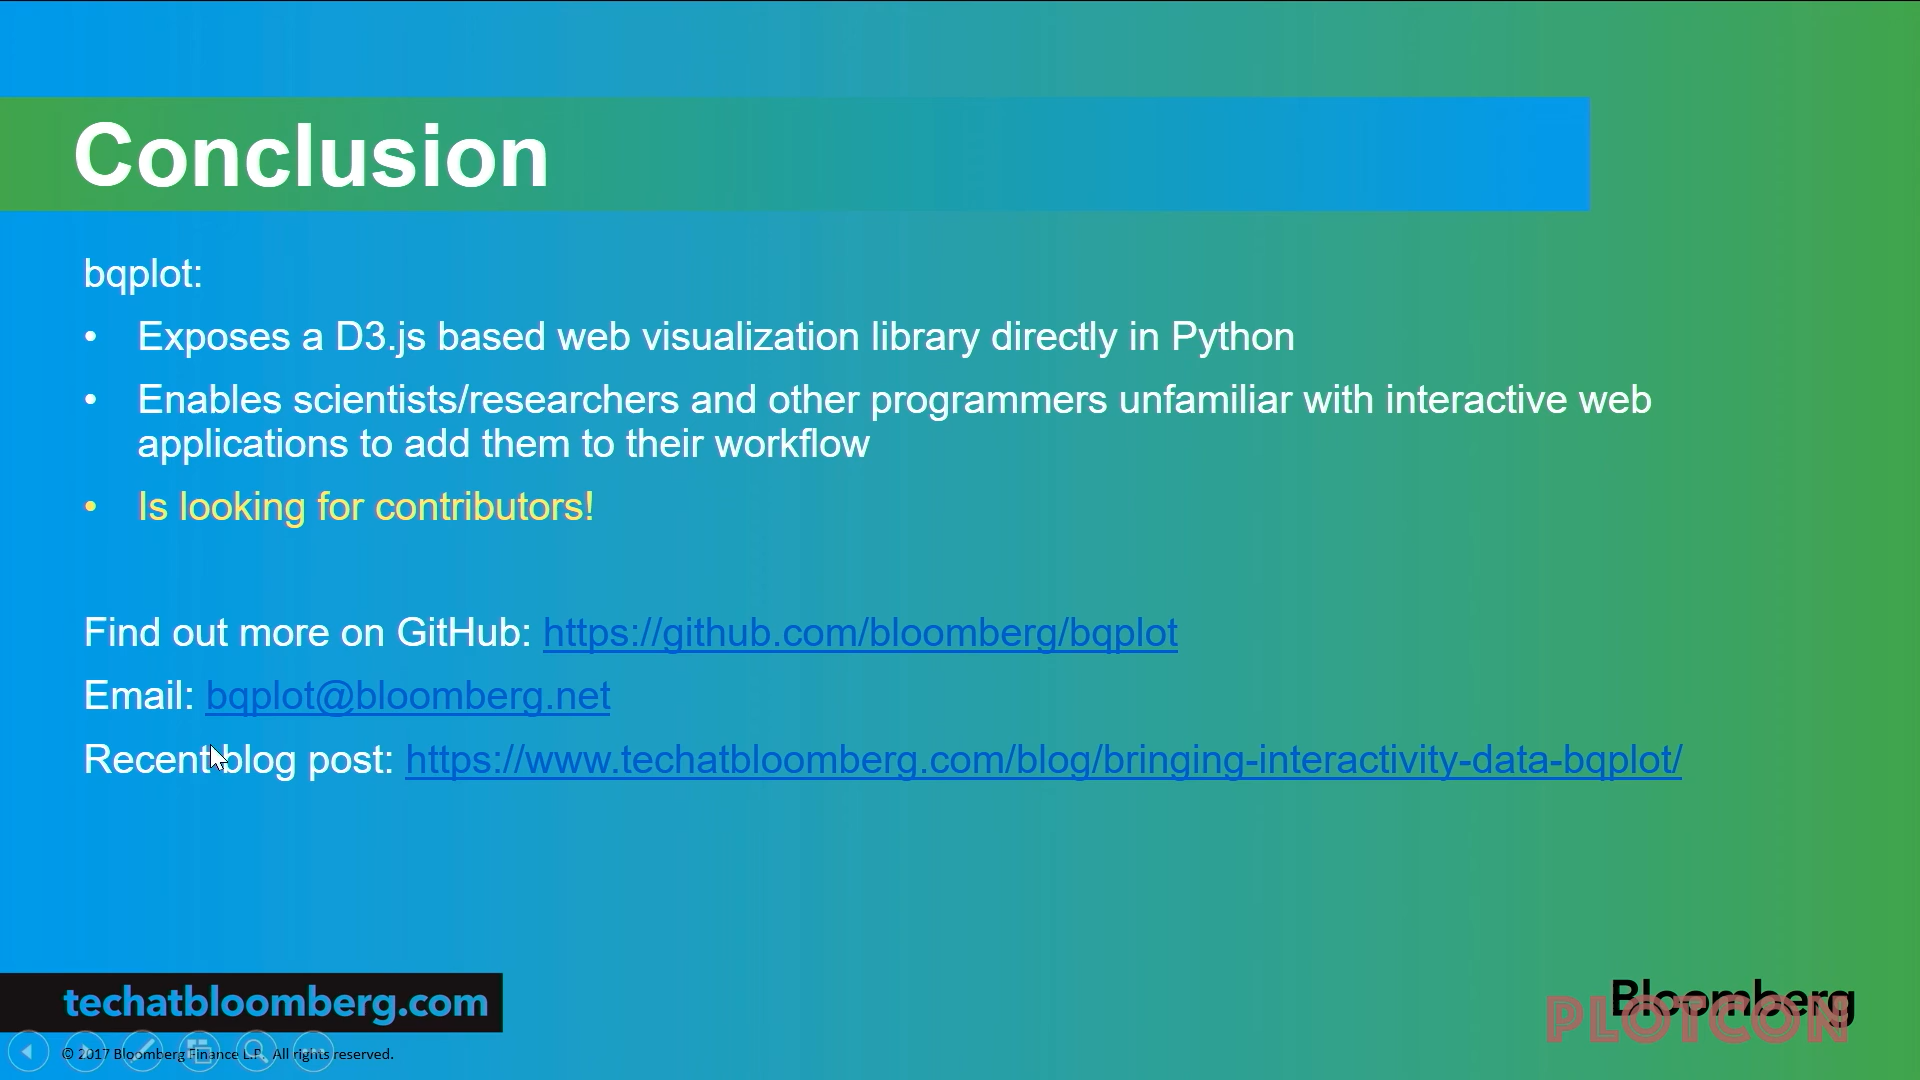 Conclusion
bqplot:
• Exposes a D3.js based web visualization library directly in Python
• Enables scientists/researchers and other programmers unfamiliar with interactive web
applications to add them to their workflow
• Is looking for contributors!
Find out more on GitHub: https://github.com/bloomberg/bqplot
Email: bqplot@bloomberg.net
Recent blog post: https://www.techatbloomberg.com/blog/bringing-interactivity-data-bqplot/
techatbloomberg.com
Bloomberg
PLOTCON
© 2017 Bloomberg Finance L.P. All rights reserved.